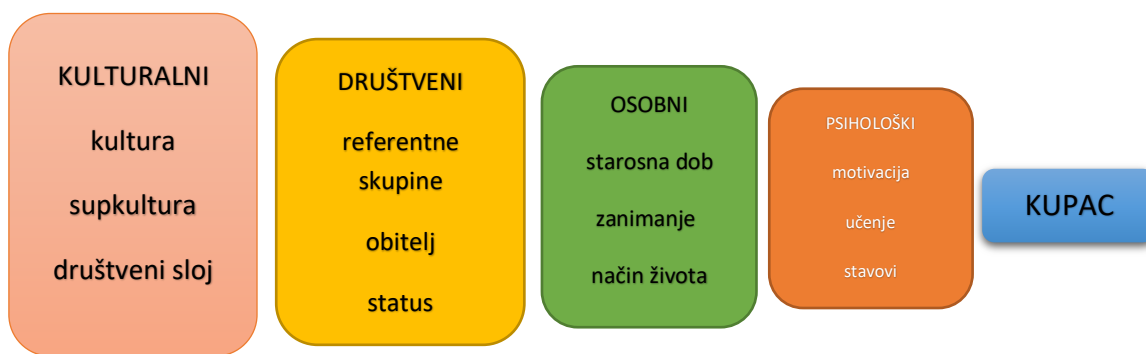 KULTURALNI
kultura
supkultura
društveni sloj
DRUŠTVENI
referentne
skupine
obitelj
status
OSOBNI
starosna dob
zanimanje
način života
PSIHOLOŠKI
motivacija
učenje
stavovi
KUPAC